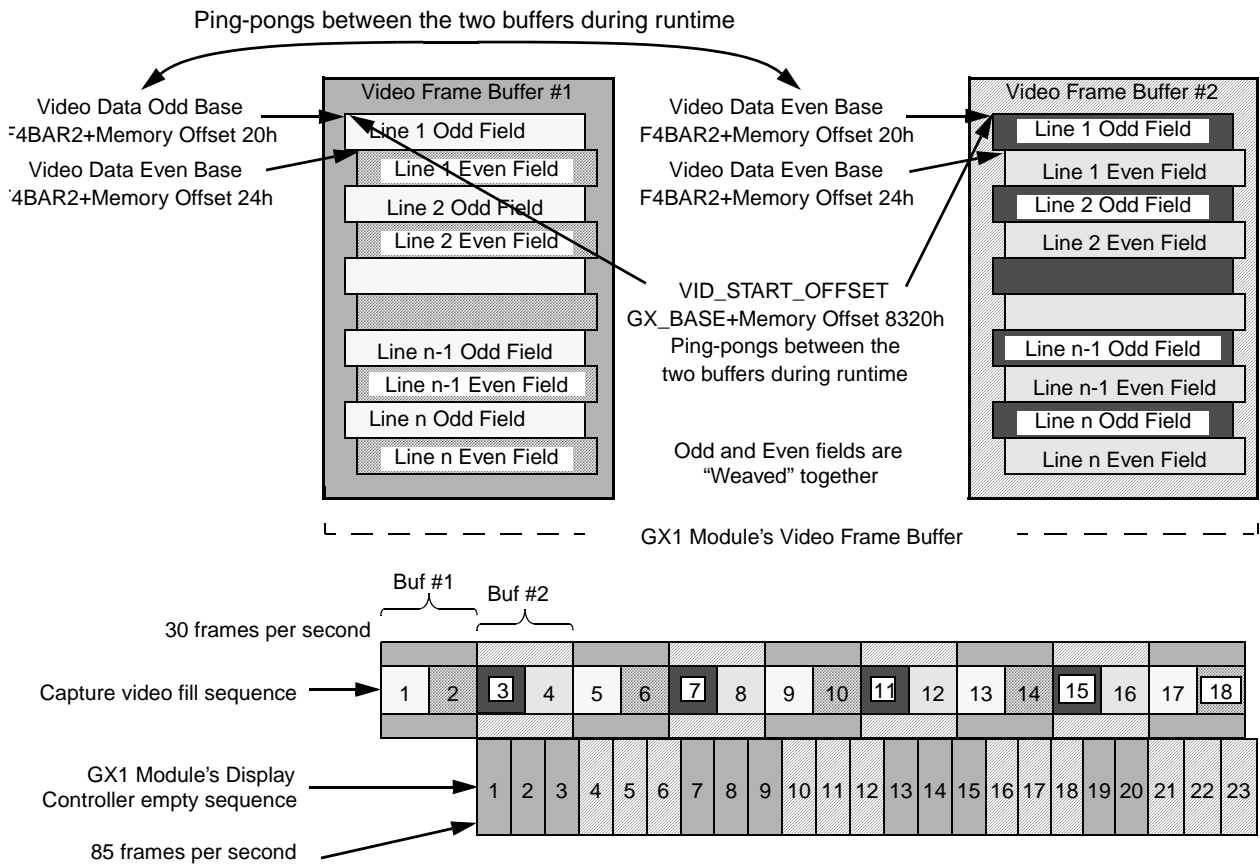 Ping-pongs between the two buffers during runtime
Video Data Odd Base
F4BAR2+Memory Offset 20h
Video Data Even Base
F4BAR2+Memory Offset 24h
Video Frame Buffer #1
Line 1 Odd Field
Line 1 Even Field
Line 2 Odd Field
Line 2 Even Field
Line n-1 Odd Field
Line n-1 Even Field
Line n Odd Field
Line n Even Field
Video Data Even Base
F4BAR2+Memory Offset 20h
Video Data Even Base
F4BAR2+Memory Offset 24h
VID_START_OFFSET
GX_BASE+Memory Offset 8320h
Ping-pongs between the
two buffers during runtime
Odd and Even fields are
“Weaved” together
Video Frame Buffer #2
Line 1 Odd Field
Line 1 Even Field
Line 2 Odd Field
Line 2 Even Field
Line n-1 Odd Field
Line n-1 Even Field
Line n Odd Field
Line n Even Field
GX1 Module’s Video Frame Buffer
Buf #1
Buf #2
30 frames per second
Capture video fill sequence
1 2 3 4 5 6 7 8 9 10 11 12 13 14 15 16 17 18
GX1 Module’s Display
Controller empty sequence
1 2 3 4 5 6 7 8 9 10 11 12 13 14 15 16 17 18 19 20 21 22 23
85 frames per second